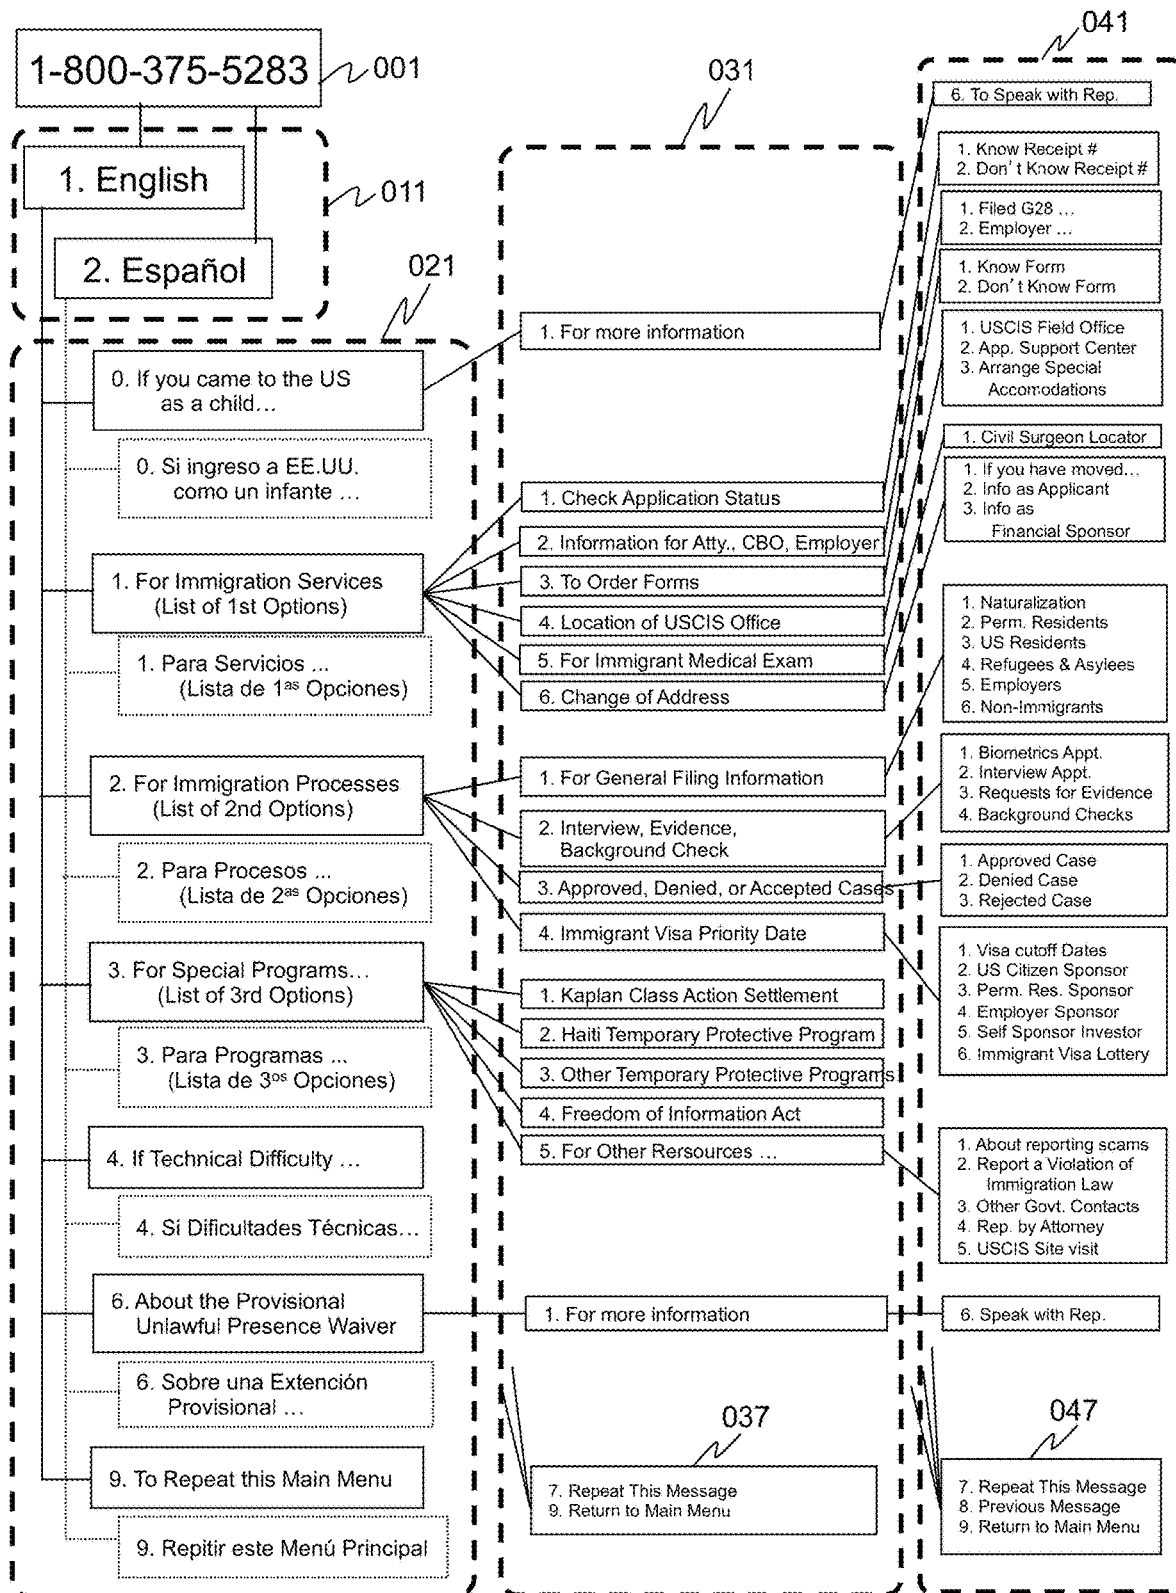 1-800-375-5283
001
1. English
2. Español
011
021
0. If you came to the US
as a child…
0. Si ingreso a EE.UU.
como un infante …
1. For Immigration Services
(List of 1st Options)
1. Para Servicios ...
(Lista de 1as Opciones)
2. For Immigration Processes
(List of 2nd Options)
2. Para Procesos ...
(Lista de 2as Opciones)
3. For Special Programs…
(List of 3rd Options)
3. Para Programas ...
(Lista de 3os Opciones)
4. If Technical Difficulty …
4. Si Dificultades Técnicas…
6. About the Provisional
Unlawful Presence Waiver
6. Sobre una Extención
Provisional …
9. To Repeat this Main Menu
9. Repitir este Menú Principal
031
1. For more information
1. Check Application Status
2. Information for Atty., CBO, Employer
3. To Order Forms
4. Location of USCIS Office
5. For Immigrant Medical Exam
6. Change of Address
1. For General Filing Information
2. Interview, Evidence,
Background Check
3. Approved, Denied, or Accepted Cases
4. Immigrant Visa Priority Date
1. Kaplan Class Action Settlement
2. Haiti Temporary Protective Program
3. Other Temporary Protective Programs
4. Freedom of Information Act
5. For Other Rersources …
1. For more information
037
7. Repeat This Message
9. Return to Main Menu
041
6. To Speak with Rep.
1. Know Receipt #
2. Don't Know Receipt #
1. Filed G28 …
2. Employer …
1. Know Form
2. Don't Know Form
1. USCIS Field Office
2. App. Support Center
3. Arrange Special
Accomodations
1. Civil Surgeon Locator
1. If you have moved…
2. Info as Applicant
3. Info as
Financial Sponsor
1. Naturalization
2. Perm. Residents
3. US Residents
4. Refugees & Asylees
5. Employers
6. Non-Immigrants
1. Biometrics Appt.
2. Interview Appt.
3. Requests for Evidence
4. Background Checks
1. Approved Case
2. Denied Case
3. Rejected Case
1. Visa cutoff Dates
2. US Citizen Sponsor
3. Perm. Res. Sponsor
4. Employer Sponsor
5. Self Sponsor Investor
6. Immigrant Visa Lottery
1. About reporting scams
2. Report a Violation of
Immigration Law
3. Other Govt. Contacts
4. Rep. by Attorney
5. USCIS Site visit
6. Speak with Rep.
047
7. Repeat This Message
8. Previous Message
9. Return to Main Menu